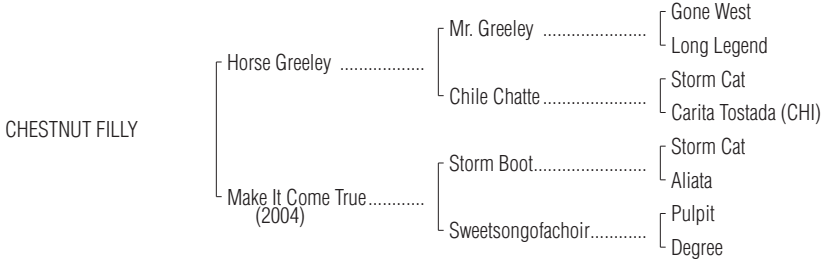 Gone West
Mr. Greeley ......................
Long Legend
Horse Greeley ..................
Storm Cat
Chile Chatte......................
Carita Tostada (CHI)
CHESTNUT FILLY
Storm Cat
Storm Boot........................
Aliata
Make It Come True............
(2004)
Pulpit
Sweetsongofachoir............
Degree